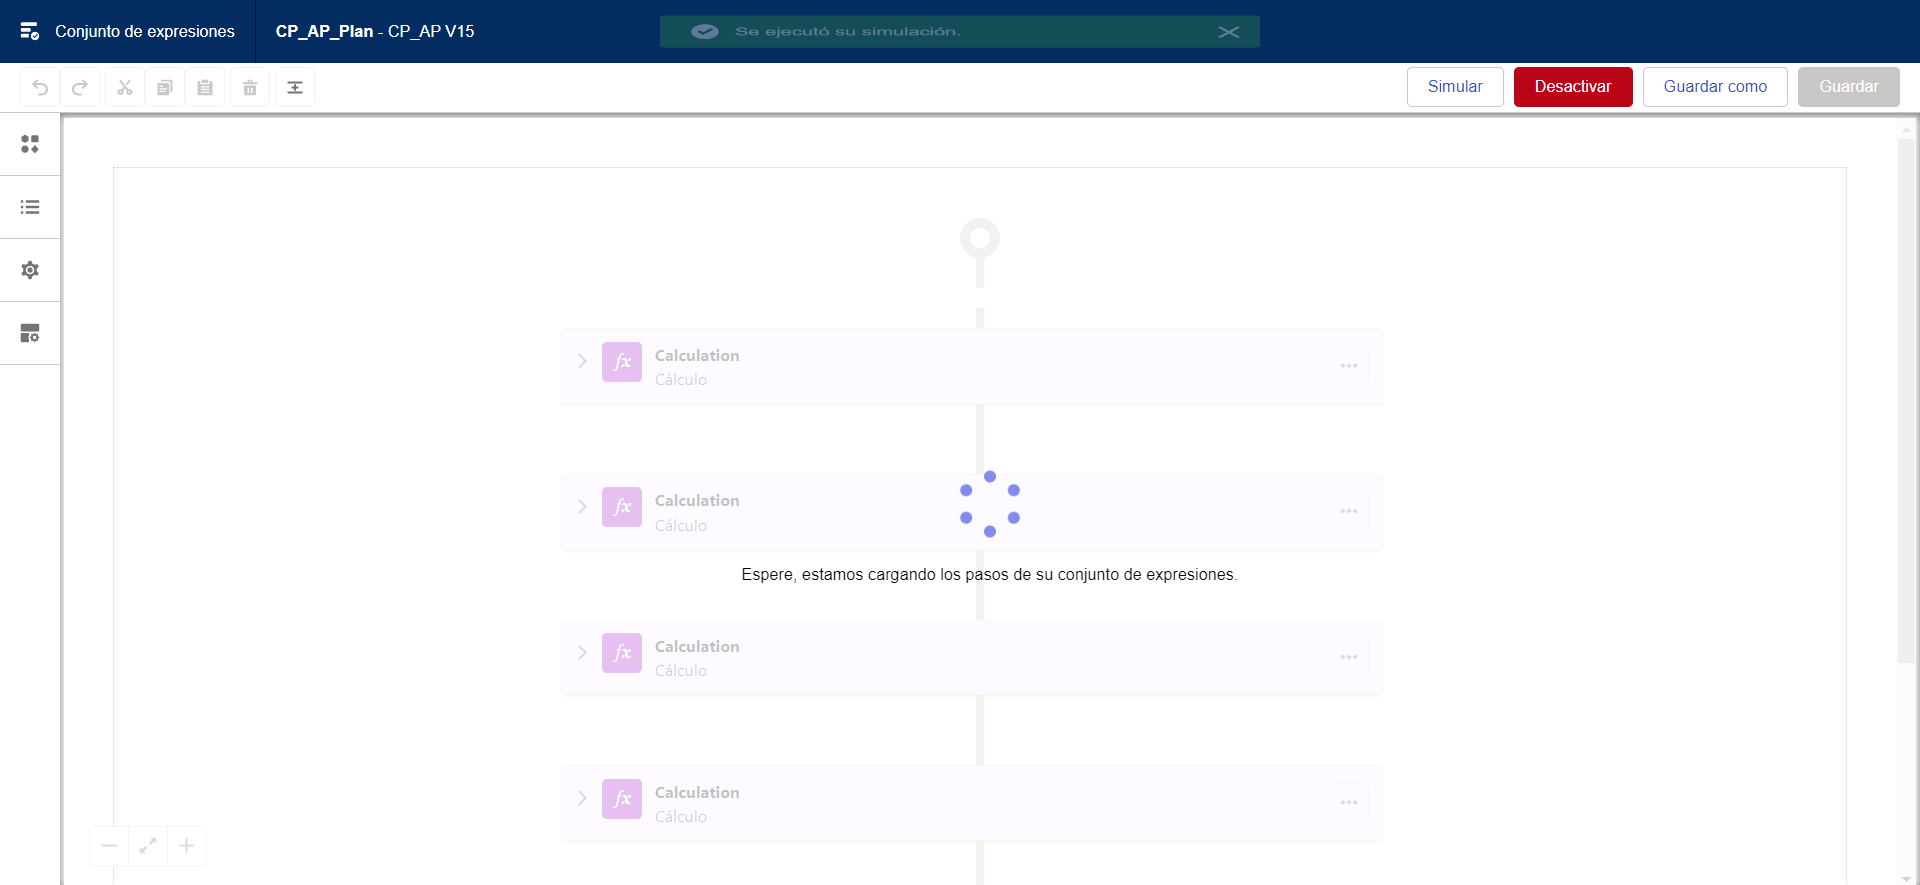 Conjunto de expresiones
CP_AP_Plan - CP_AP V15
Se ejecutó su simulación.
Simular
Desactivar
Guardar como
Guardar
fx
Calculation
Cálculo
fx
Calculation
Cálculo
Espere, estamos cargando los pasos de su conjunto de expresiones.
fx
Calculation
Cálculo
fx
Calculation
Cálculo